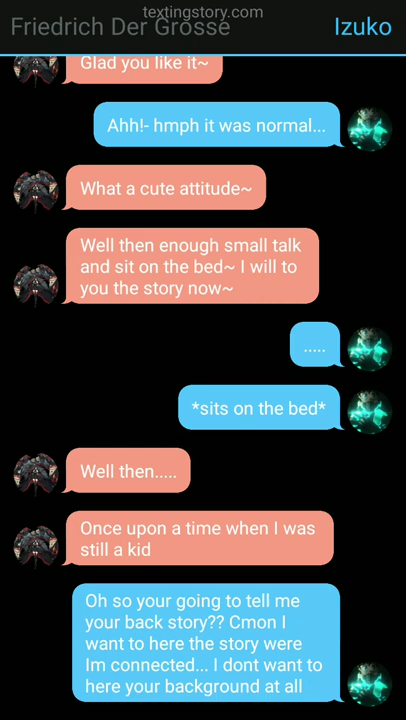 textingstory.com
Friedrich Der Grosse
Izuko
Glad you like it~
Ahh!- hmph it was normal...
What a cute attitude~
Well then enough small talk
and sit on the bed~ I will to
you the story now~
.....
*sits on the bed*
Well then.....
Once upon a time when I was
still a kid
Oh so your going to tell me
your back story?? Cmon I
want to here the story were
Im connected... I dont want to
here your background at all